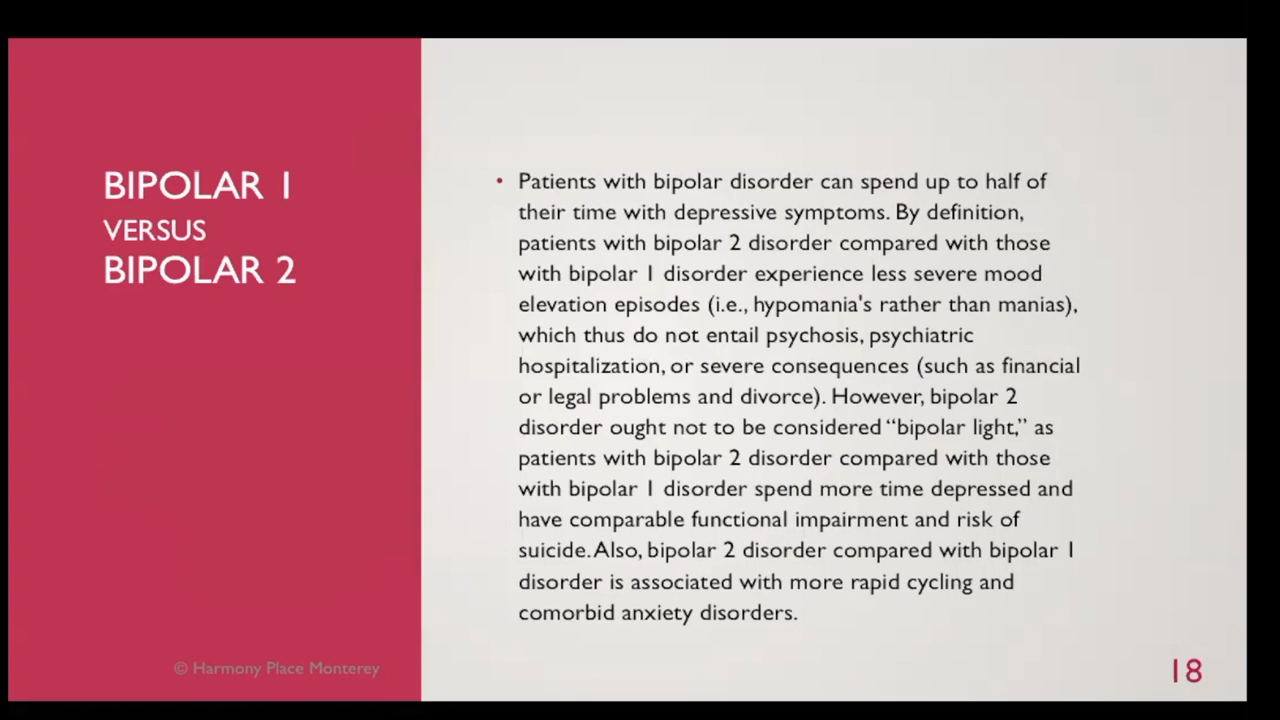 BIPOLAR 1
VERSUS
BIPOLAR 2
• Patients with bipolar disorder can spend up to half of
their time with depressive symptoms. By definition,
patients with bipolar 2 disorder compared with those
with bipolar 1 disorder experience less severe mood
elevation episodes (i.e., hypomania's rather than manias),
which thus do not entail psychosis, psychiatric
hospitalization, or severe consequences (such as financial
or legal problems and divorce). However, bipolar 2
disorder ought not to be considered “bipolar light,” as
patients with bipolar 2 disorder compared with those
with bipolar 1 disorder spend more time depressed and
have comparable functional impairment and risk of
suicide. Also, bipolar 2 disorder compared with bipolar 1
disorder is associated with more rapid cycling and
comorbid anxiety disorders.
© Harmony Place Monterey
18